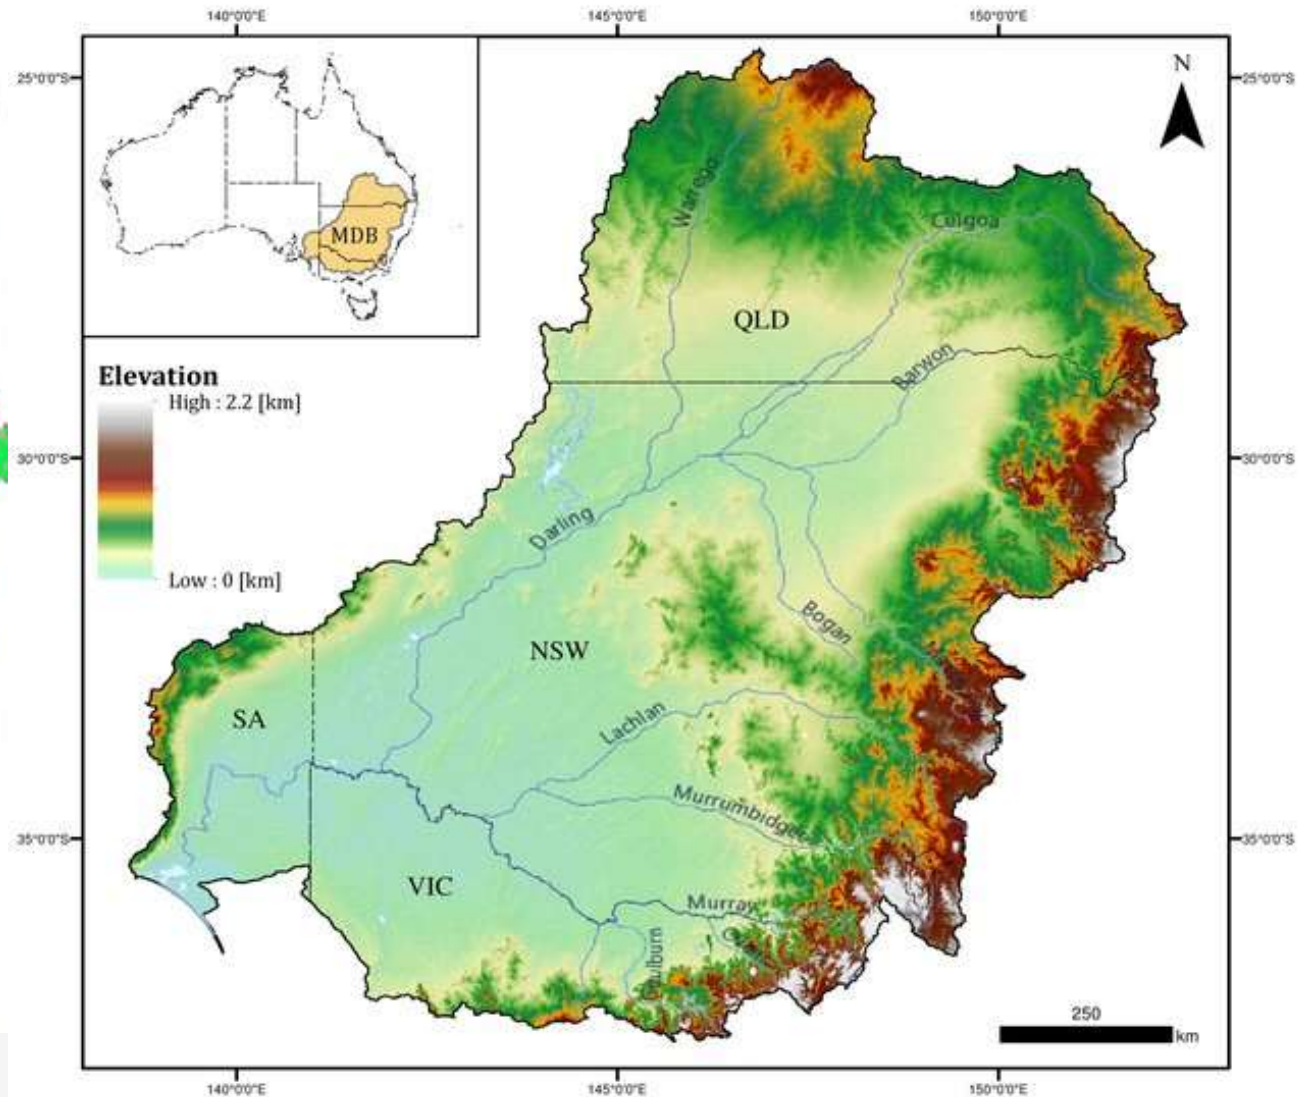 140°0'0"E 145°0'0"E 150°0'0"E
25°0'0"S 25°0'0"S
N
MDB
Warrego
Culgoa
QLD
Barwon
Elevation
High : 2.2 [km]
30°0'0"S 30°0'0"S
Darling
Low : 0 [km]
Bogan
NSW
SA
Lachlan
Murrumbidgee
35°0'0"S 35°0'0"S
VIC
Murray
250
km
140°0'0"E 145°0'0"E 150°0'0"E